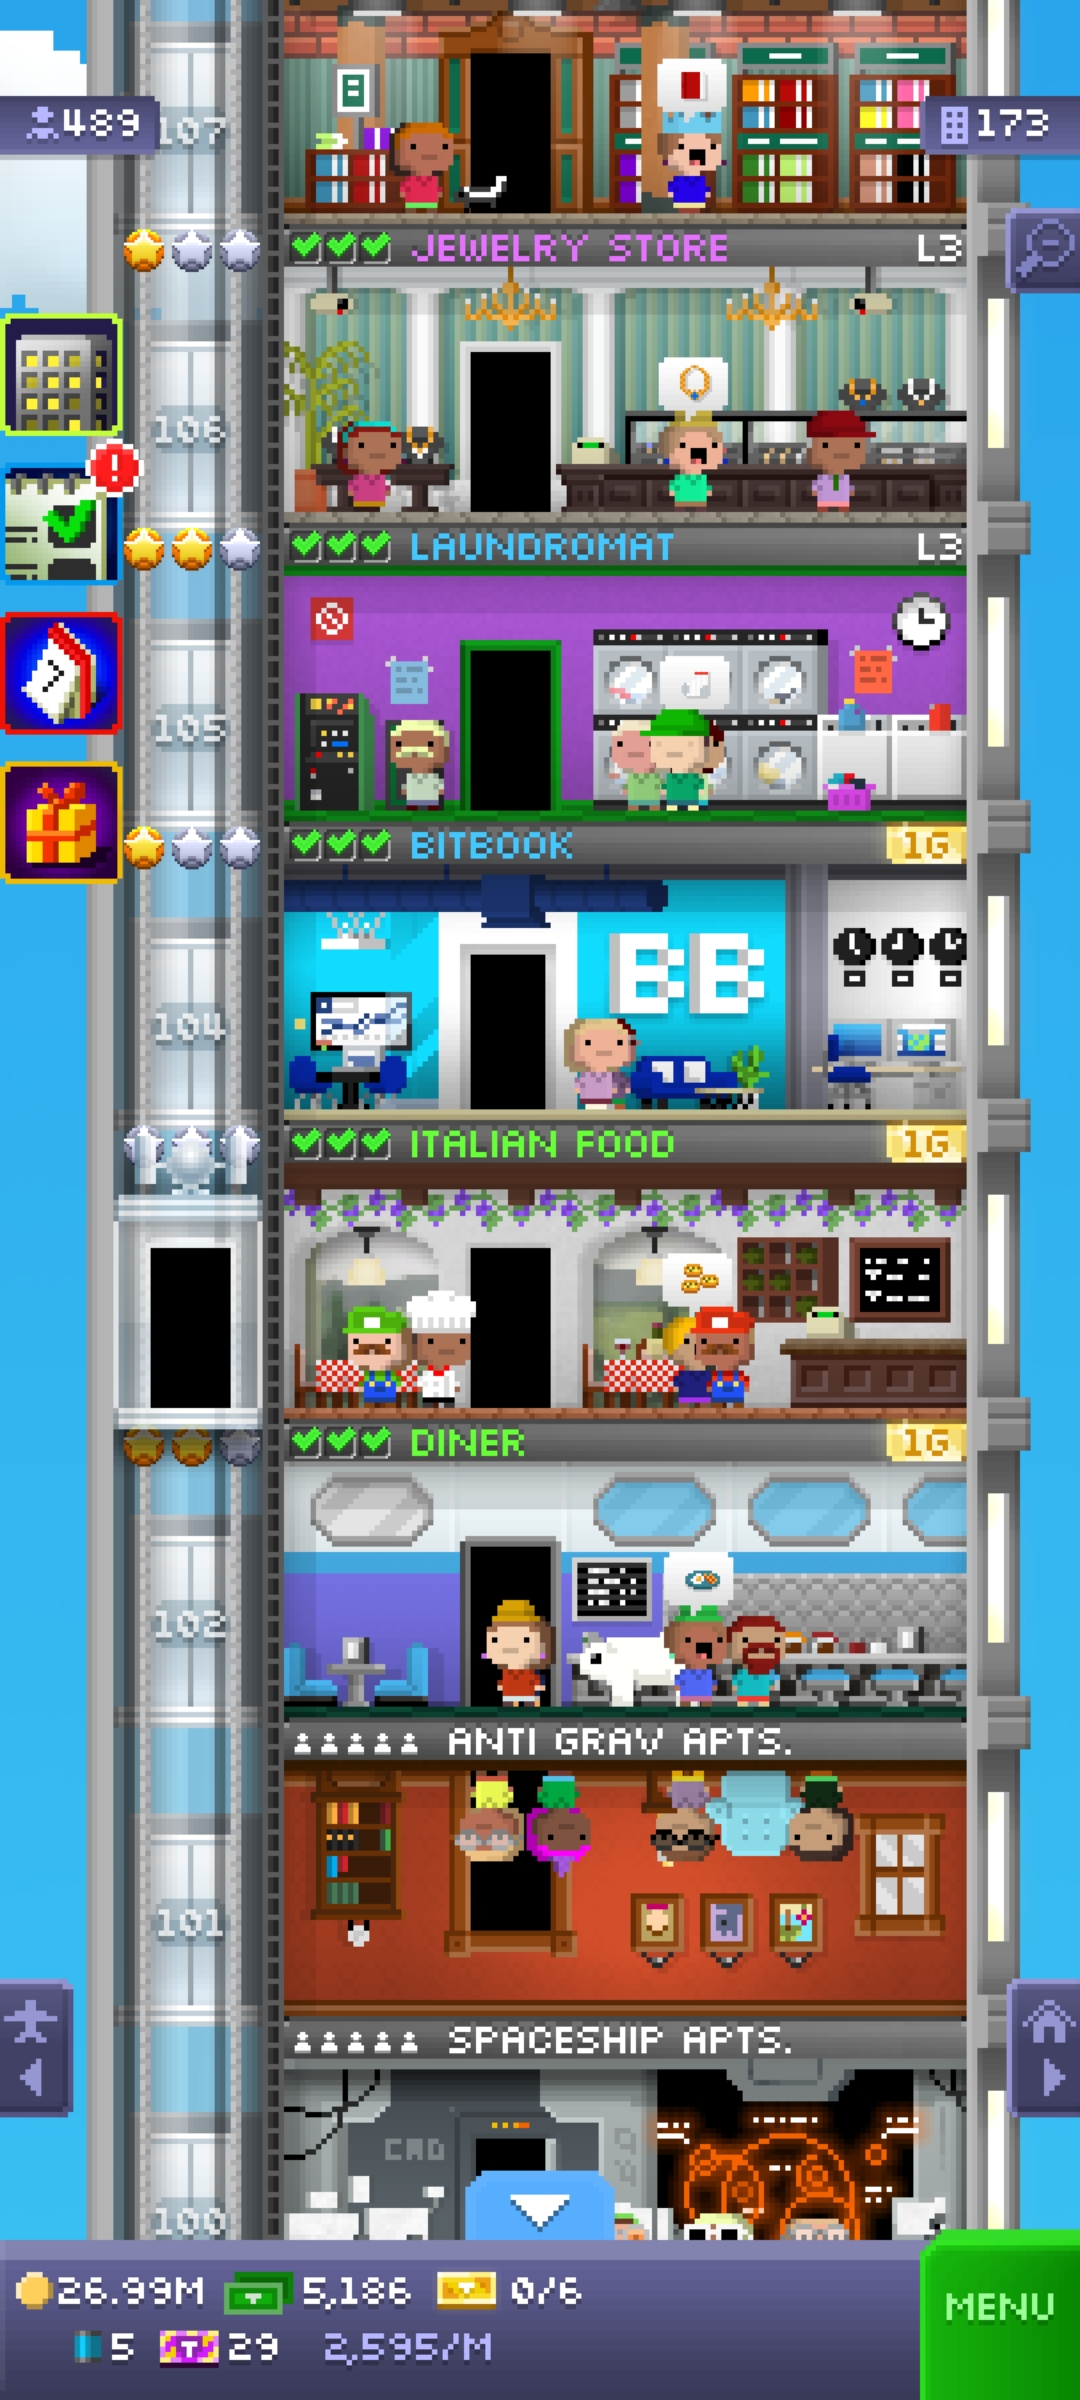 489
107
173
JEWELRY STORE L3
106
LAUNDROMAT L3
105
BITBOOK 1G
BB
104
ITALIAN FOOD 1G
DINER 1G
102
ANTI GRAV APTS.
101
SPACESHIP APTS.
CAD
100
26.99M 5,186 0/6
5 29 2,595/M
MENU